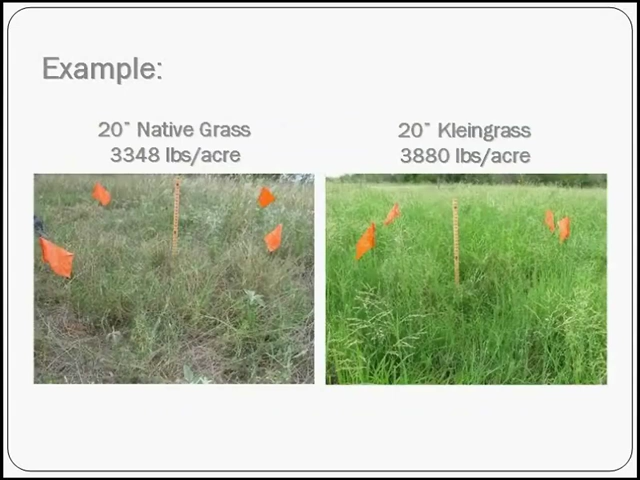 Example:
20" Native Grass
3348 lbs/acre
20" Kleingrass
3880 lbs/acre